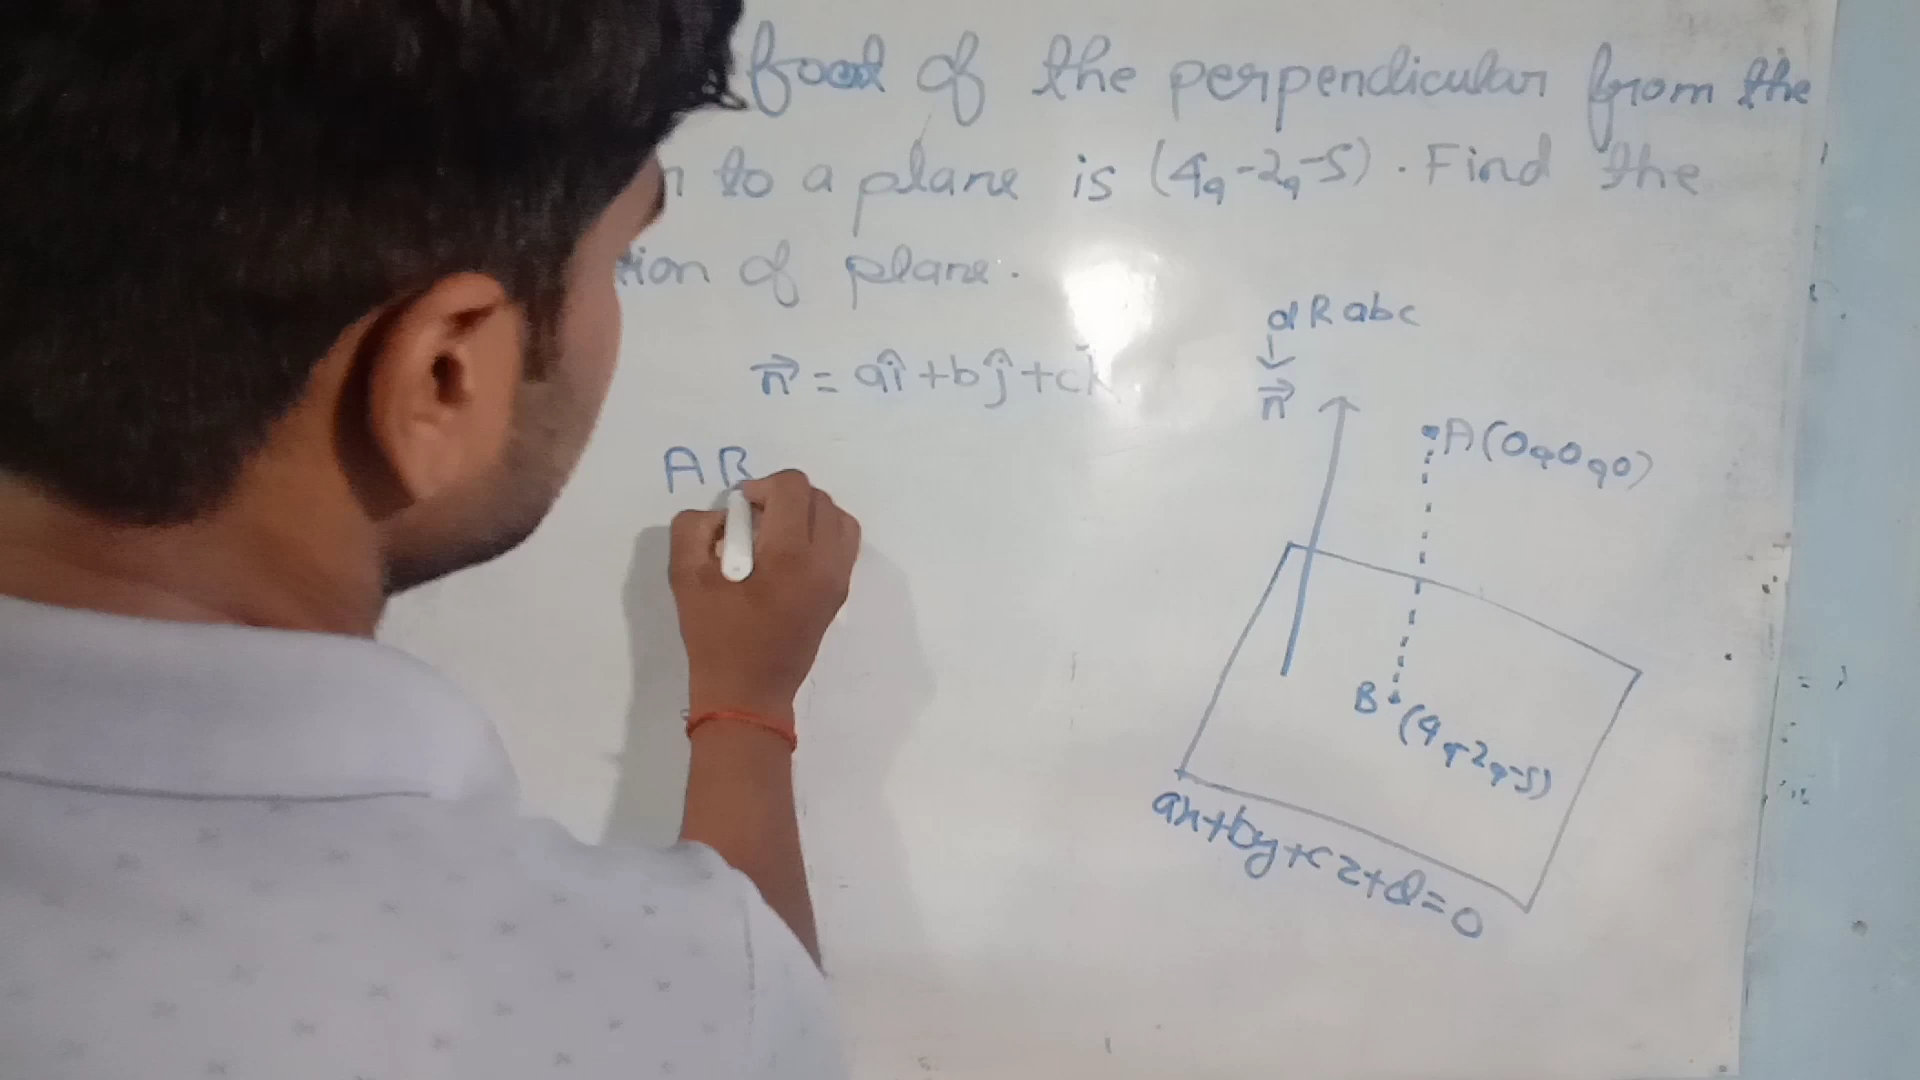 foot of the perpendicular from the
n to a plane is (4,-2,-5). Find the
tion of plane.
dR abc
n⃗ = aî+bĵ+ck
n⃗
A(0,0,0)
AB
B (4,-2,-5)
ax+by+cz+d=0